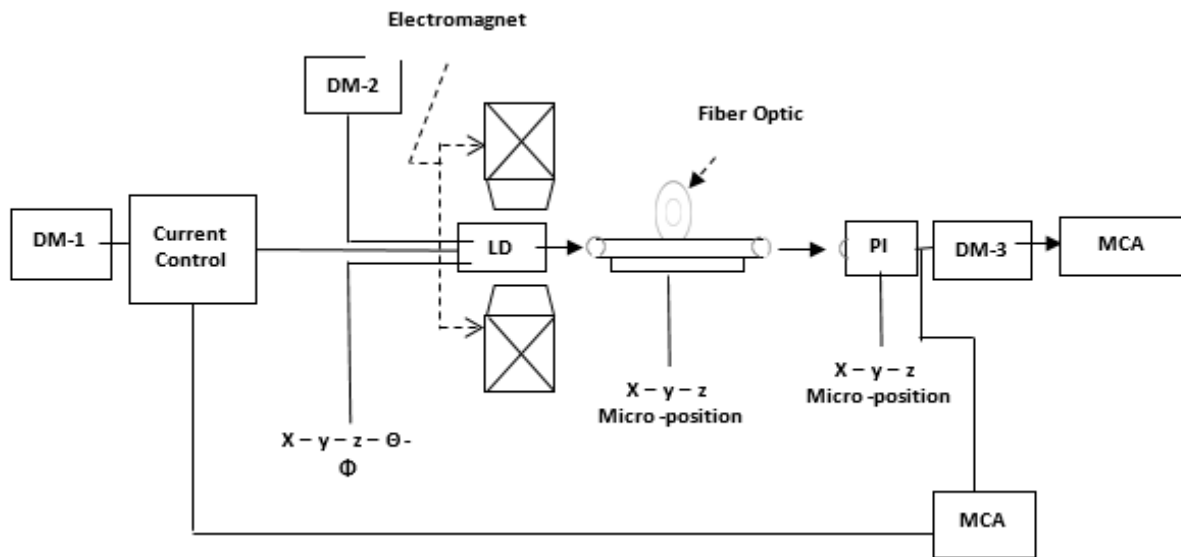 Electromagnet
DM-2
Fiber Optic
DM-1
Current
Control
LD
PI
DM-3
MCA
X – y – z
Micro -position
X – y – z
Micro -position
X – y – z – Θ -
Φ
MCA